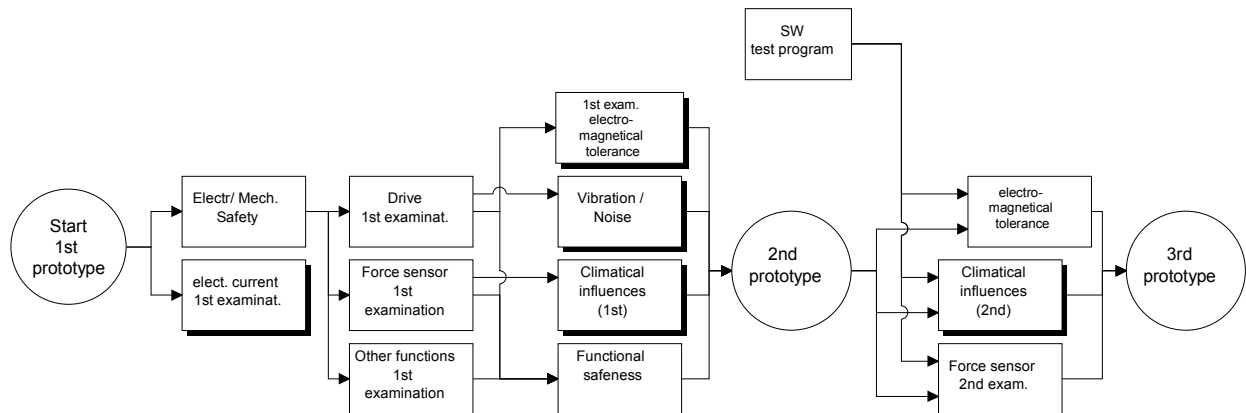 Start
1st
prototype
Electr/ Mech.
Safety
elect. current
1st examinat.
Drive
1st examinat.
Force sensor
1st
examination
Other functions
1st
examination
1st exam.
electro-
magnetical
tolerance
Vibration /
Noise
Climatical
influences
(1st)
Functional
safeness
2nd
prototype
SW
test program
electro-
magnetical
tolerance
Climatical
influences
(2nd)
Force sensor
2nd exam.
3rd
prototype